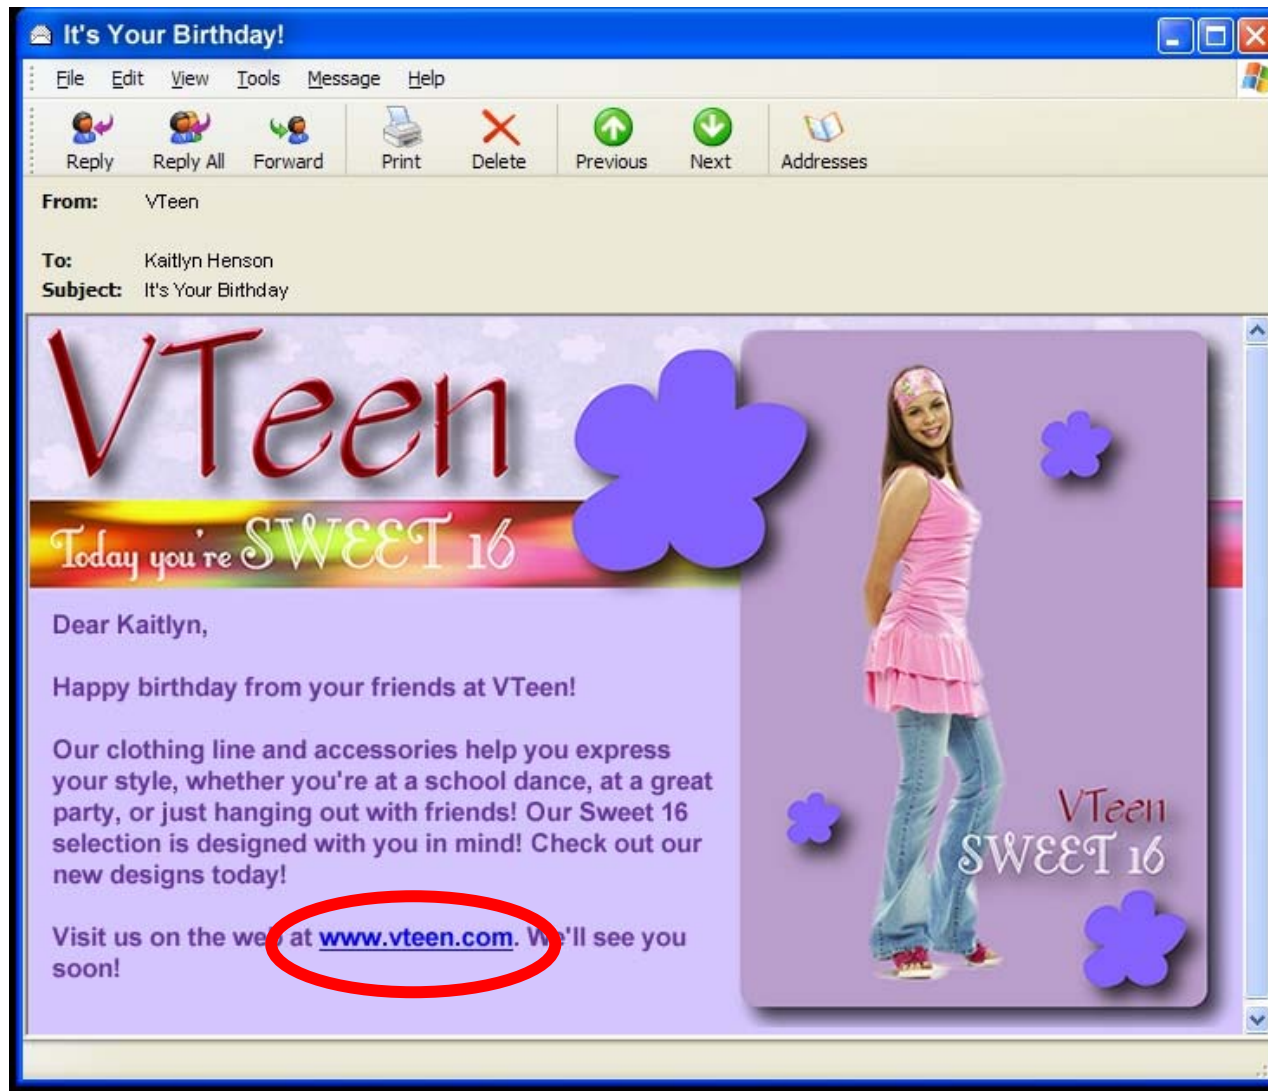 It's Your Birthday!
File Edit View Tools Message Help
Reply Reply All Forward Print Delete Previous Next Addresses
From: VTeen
To: Kaitlyn Henson
Subject: It's Your Birthday
VTeen
Today you're SWEET 16
Dear Kaitlyn,
Happy birthday from your friends at VTeen!
Our clothing line and accessories help you express
your style, whether you're at a school dance, at a great
party, or just hanging out with friends! Our Sweet 16
selection is designed with you in mind! Check out our
new designs today!
Visit us on the web at www.vteen.com. We'll see you
soon!
VTeen
SWEET 16